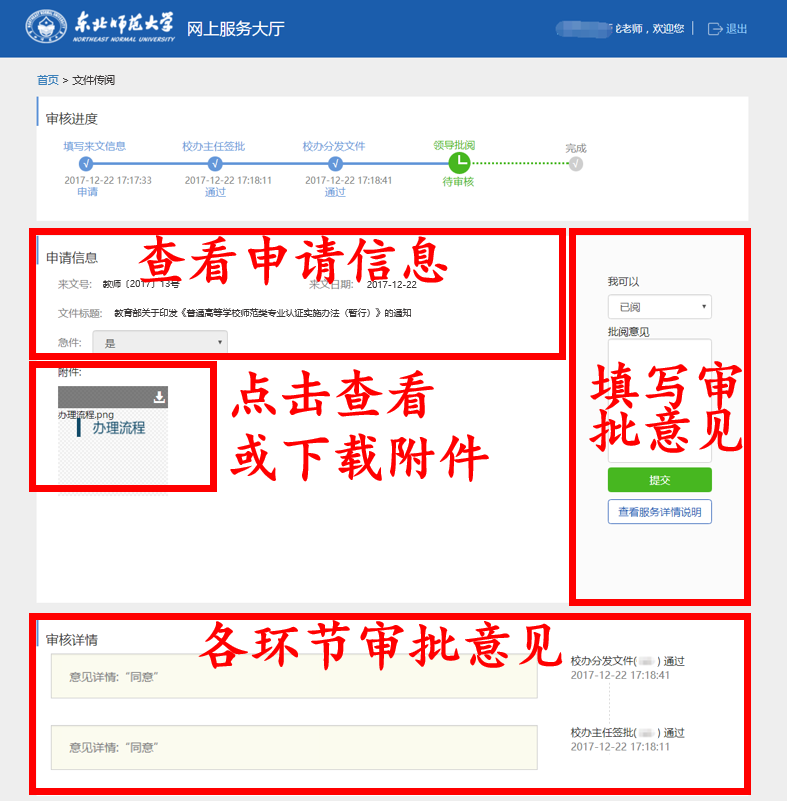 东北师范大学
NORTHEAST NORMAL UNIVERSITY
网上服务大厅
老师，欢迎您
退出
首页 > 文件传阅
审核进度
填写来文信息 校办主任签批 校办分发文件 领导批阅 完成
2017-12-22 17:17:33 2017-12-22 17:18:11 2017-12-22 17:18:41 待审核
申请 通过 通过
申请信息
查看申请信息
来文号: 教师〔2017〕13号 来文日期: 2017-12-22
文件标题: 教育部关于印发《普通高等学校师范类专业认证实施办法（暂行）》的通知
急件: 是
附件:
办理流程.png
办理流程
点击查看
或下载附件
我可以
已阅
批阅意见
填写审
批意见
提交
查看服务详情说明
审核详情
各环节审批意见
意见详情: “同意”
校办分发文件( ) 通过
2017-12-22 17:18:41
意见详情: “同意”
校办主任签批( ) 通过
2017-12-22 17:18:11